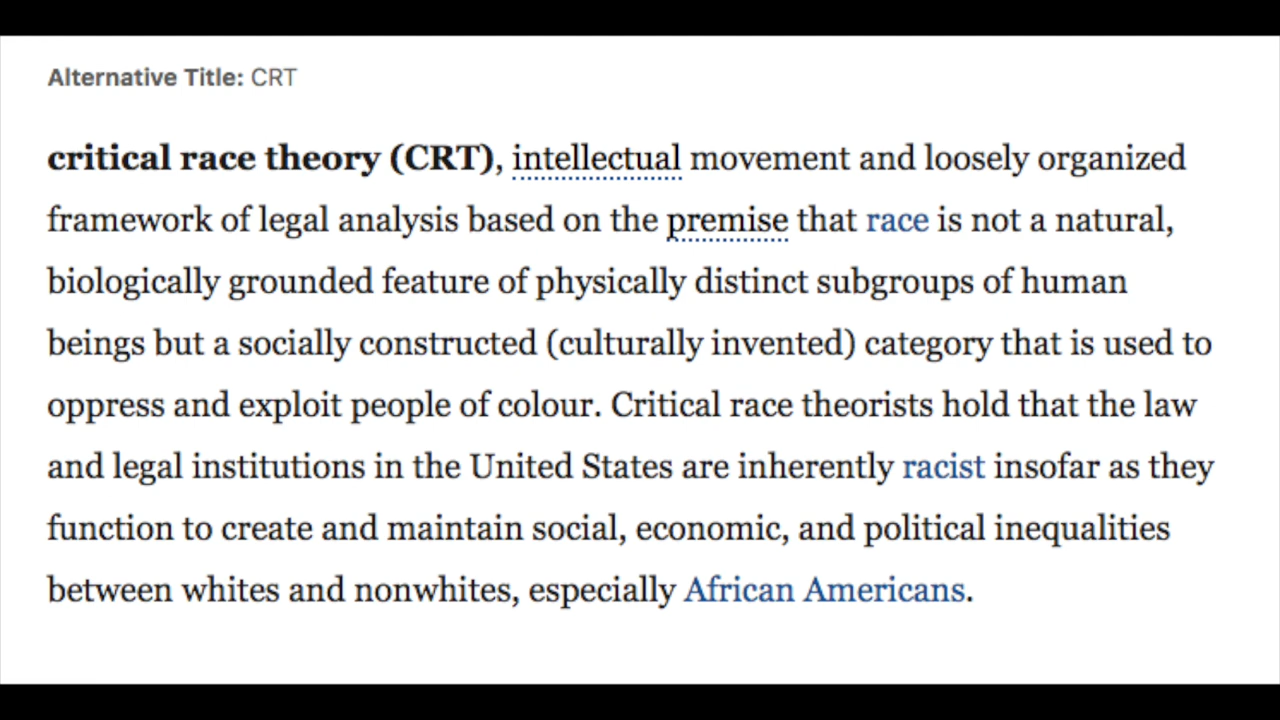 Alternative Title: CRT
critical race theory (CRT), intellectual movement and loosely organized
framework of legal analysis based on the premise that race is not a natural,
biologically grounded feature of physically distinct subgroups of human
beings but a socially constructed (culturally invented) category that is used to
oppress and exploit people of colour. Critical race theorists hold that the law
and legal institutions in the United States are inherently racist insofar as they
function to create and maintain social, economic, and political inequalities
between whites and nonwhites, especially African Americans.